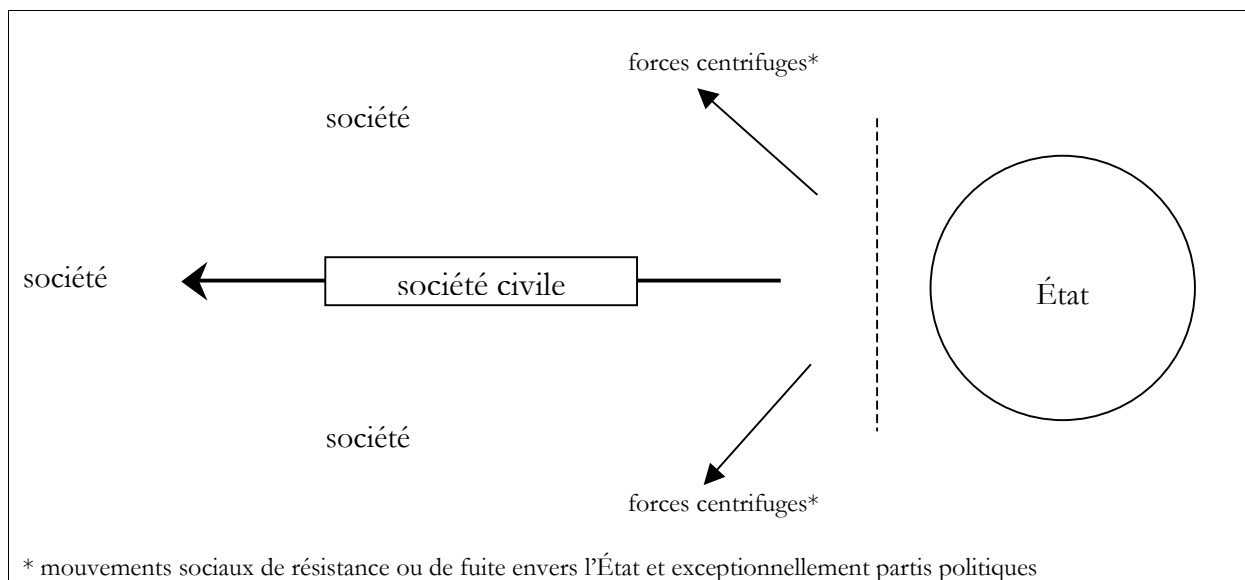 forces centrifuges*
société
société
société civile
État
société
forces centrifuges*
* mouvements sociaux de résistance ou de fuite envers l’État et exceptionnellement partis politiques